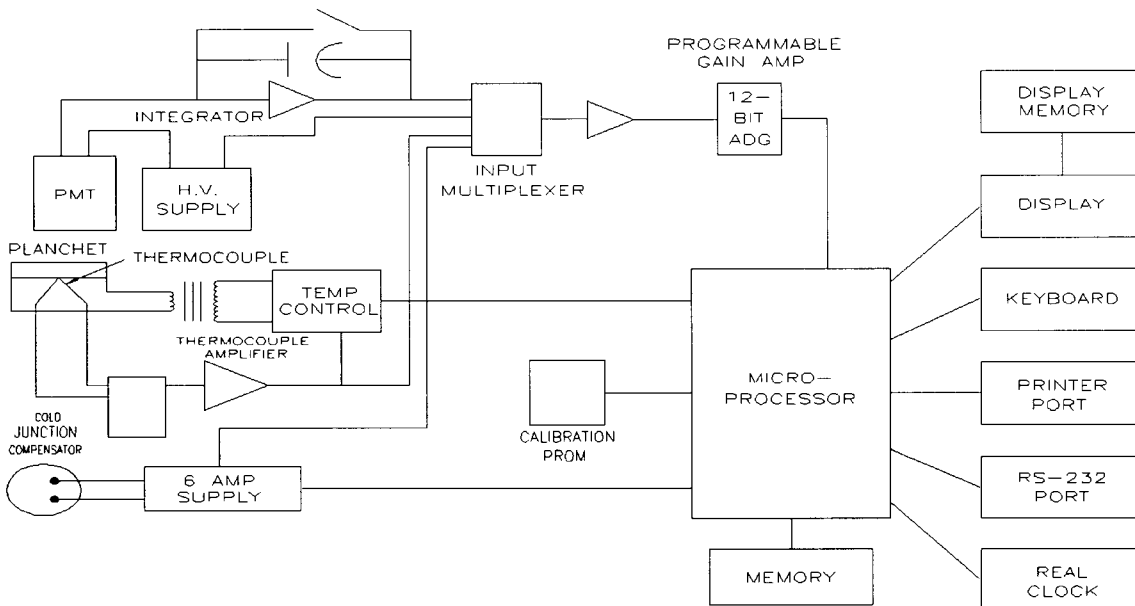 PROGRAMMABLE
GAIN AMP
12-
BIT
ADG
INTEGRATOR
INPUT
MULTIPLEXER
PMT
H.V.
SUPPLY
PLANCHET
THERMOCOUPLE
TEMP
CONTROL
THERMOCOUPLE
AMPLIFIER
COLD
JUNCTION
COMPENSATOR
6 AMP
SUPPLY
CALIBRATION
PROM
MICRO-
PROCESSOR
MEMORY
DISPLAY
MEMORY
DISPLAY
KEYBOARD
PRINTER
PORT
RS-232
PORT
REAL
CLOCK